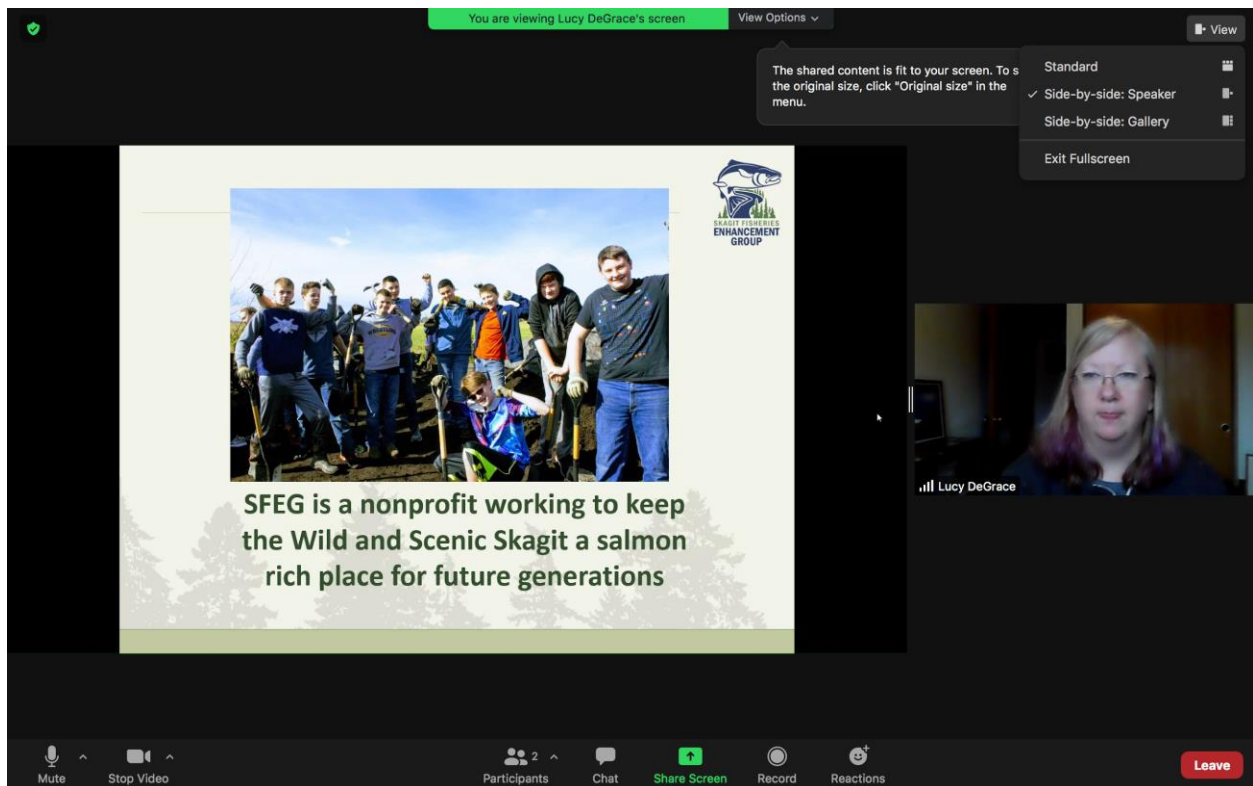 You are viewing Lucy DeGrace's screen
View Options
View
The shared content is fit to your screen. To s
the original size, click "Original size" in the
menu.
Standard
Side-by-side: Speaker
Side-by-side: Gallery
Exit Fullscreen
SKAGIT FISHERIES
ENHANCEMENT
GROUP
SFEG is a nonprofit working to keep
the Wild and Scenic Skagit a salmon
rich place for future generations
Lucy DeGrace
Mute
Stop Video
2
Participants
Chat
Share Screen
Record
Reactions
Leave